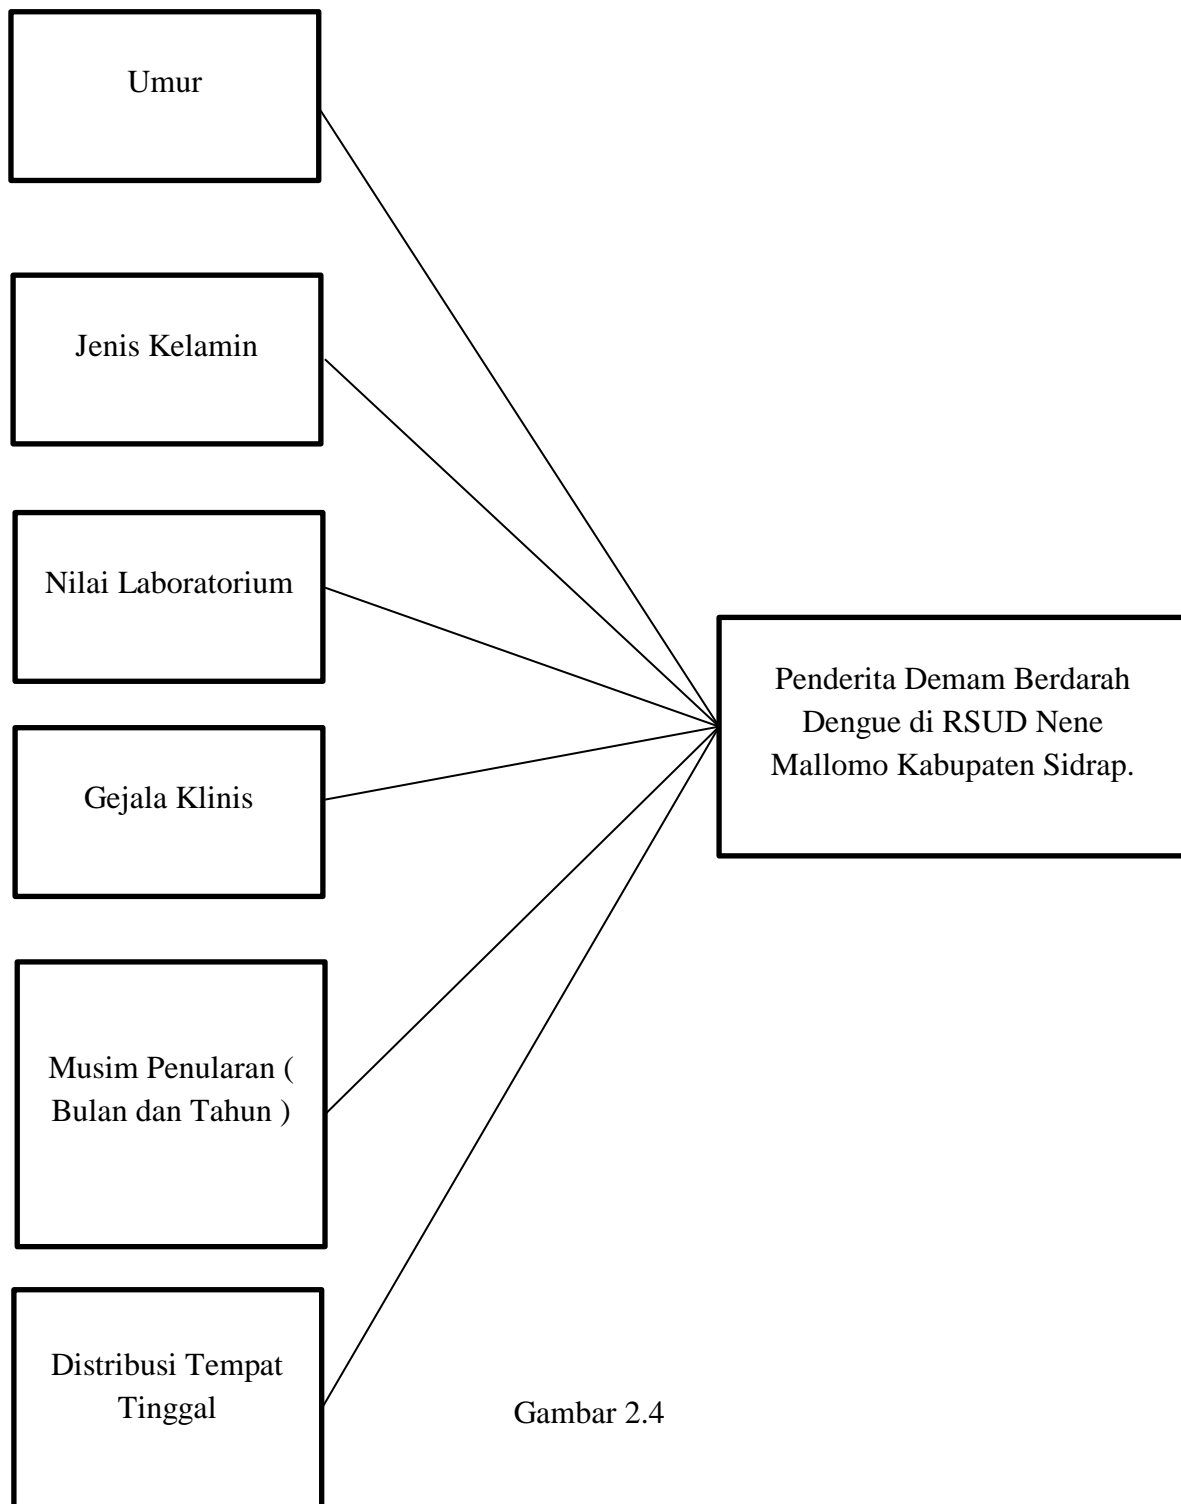 Umur
Jenis Kelamin
Nilai Laboratorium
Gejala Klinis
Musim Penularan (
Bulan dan Tahun )
Distribusi Tempat
Tinggal
Penderita Demam Berdarah
Dengue di RSUD Nene
Mallomo Kabupaten Sidrap.
Gambar 2.4